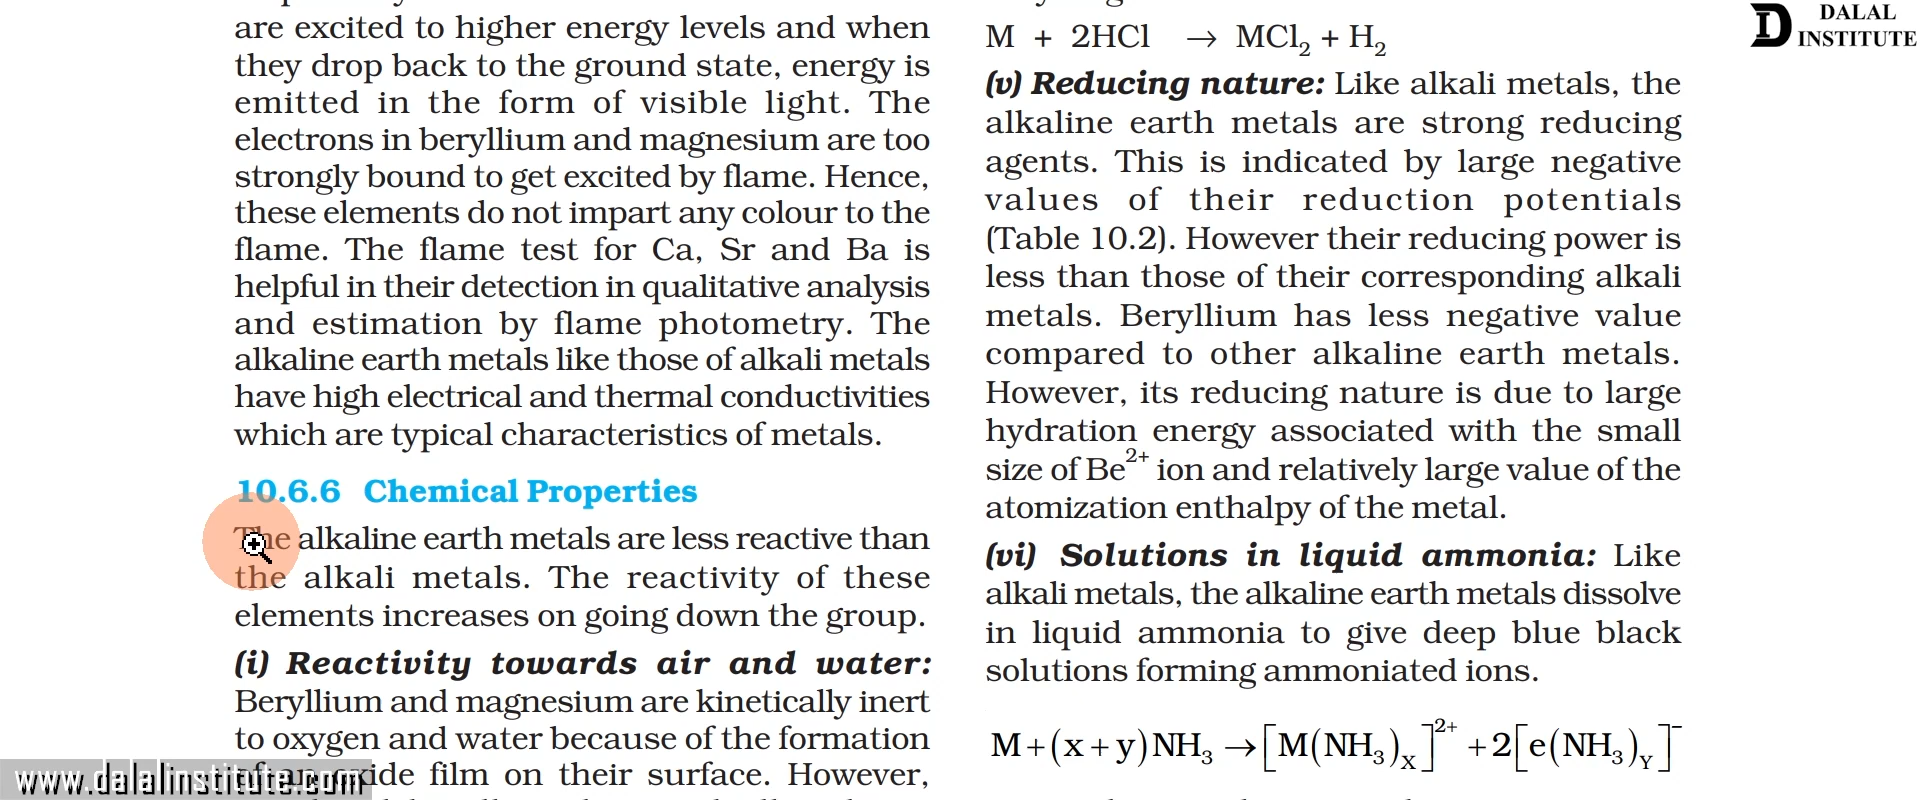 are excited to higher energy levels and when
they drop back to the ground state, energy is
emitted in the form of visible light. The
electrons in beryllium and magnesium are too
strongly bound to get excited by flame. Hence,
these elements do not impart any colour to the
flame. The flame test for Ca, Sr and Ba is
helpful in their detection in qualitative analysis
and estimation by flame photometry. The
alkaline earth metals like those of alkali metals
have high electrical and thermal conductivities
which are typical characteristics of metals.
10.6.6 Chemical Properties
The alkaline earth metals are less reactive than
the alkali metals. The reactivity of these
elements increases on going down the group.
(i) Reactivity towards air and water:
Beryllium and magnesium are kinetically inert
to oxygen and water because of the formation
of an oxide film on their surface. However,
M + 2HCl → MCl₂ + H₂
(v) Reducing nature: Like alkali metals, the
alkaline earth metals are strong reducing
agents. This is indicated by large negative
values of their reduction potentials
(Table 10.2). However their reducing power is
less than those of their corresponding alkali
metals. Beryllium has less negative value
compared to other alkaline earth metals.
However, its reducing nature is due to large
hydration energy associated with the small
size of Be²⁺ ion and relatively large value of the
atomization enthalpy of the metal.
(vi) Solutions in liquid ammonia: Like
alkali metals, the alkaline earth metals dissolve
in liquid ammonia to give deep blue black
solutions forming ammoniated ions.
M+(x+y)NH₃→[M(NH₃)X]²⁺+2[e(NH₃)Y]⁻
DALAL
INSTITUTE
www.dalalinstitute.com